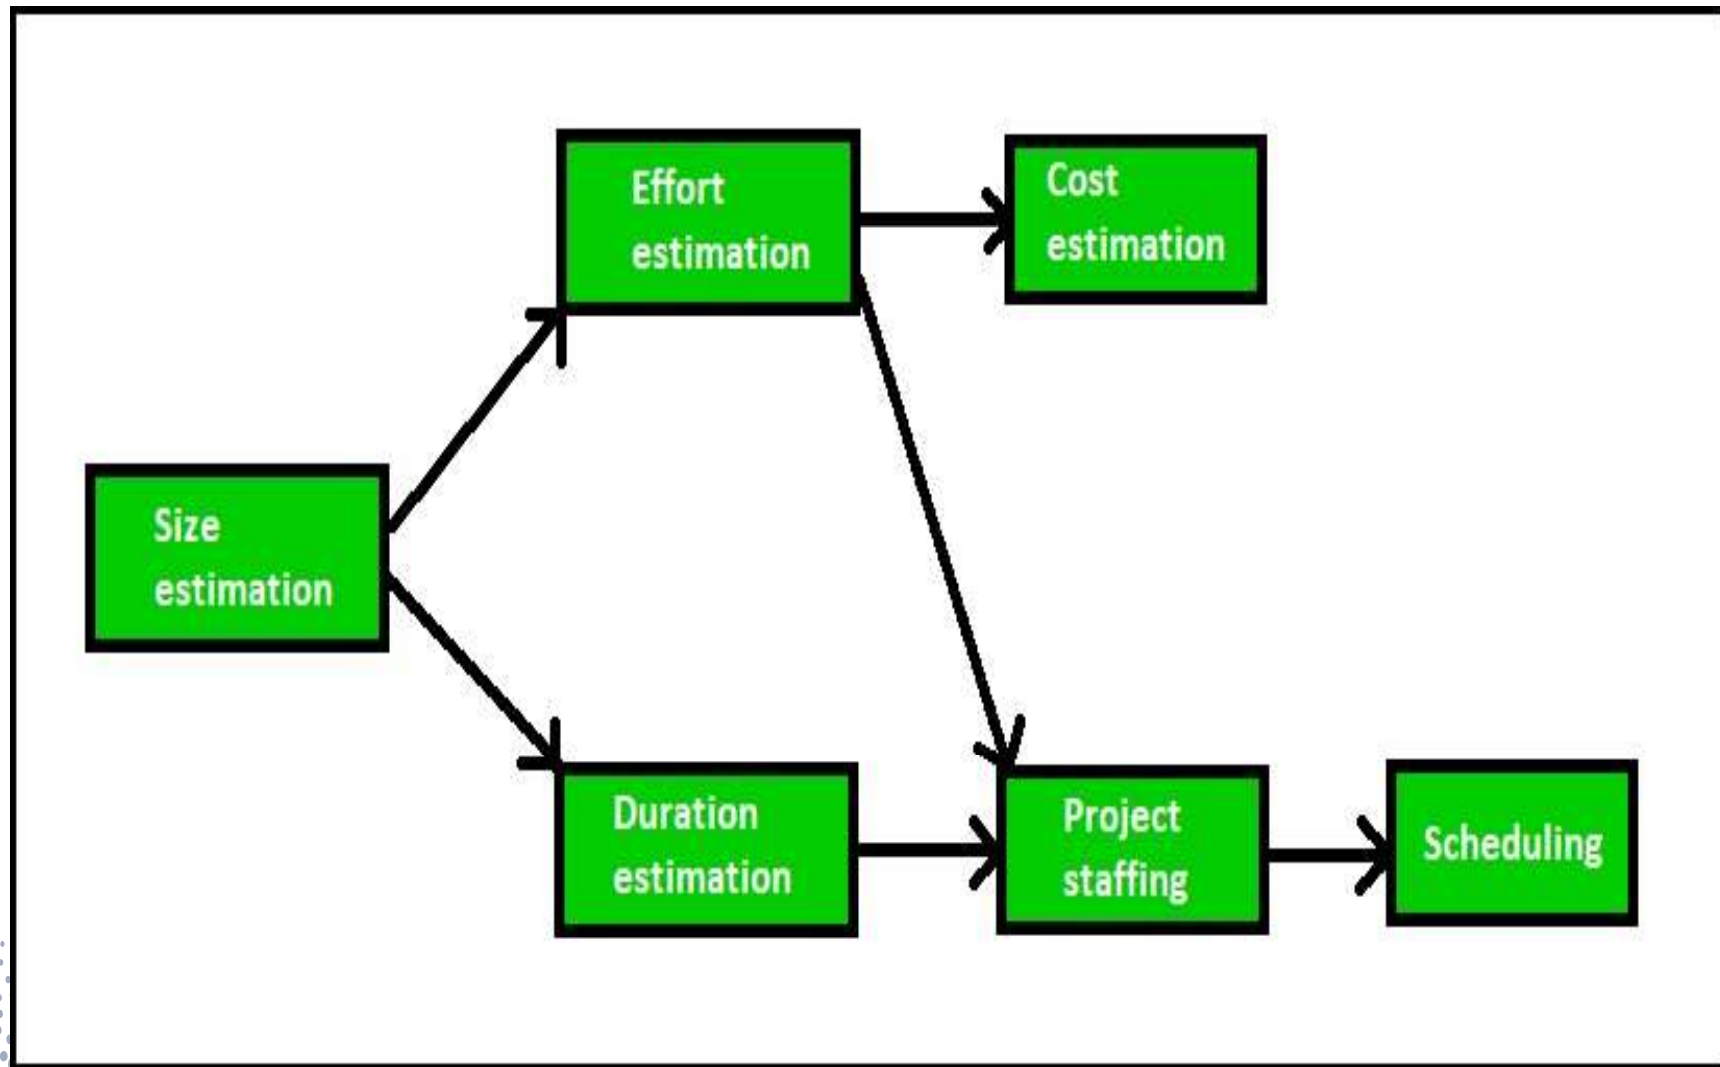 Effort
estimation
Cost
estimation
Size
estimation
Duration
estimation
Project
staffing
Scheduling